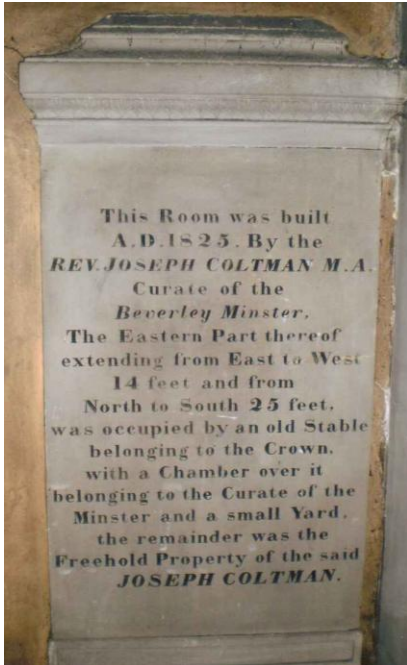 This Room was built
A.D.1825. By the
REV. JOSEPH COLTMAN M.A.
Curate of the
Beverley Minster.
The Eastern Part thereof
extending from East to West
14 feet and from
North to South 25 feet,
was occupied by an old Stable
belonging to the Crown,
with a Chamber over it
belonging to the Curate of the
Minster and a small Yard,
the remainder was the
Freehold Property of the said
JOSEPH COLTMAN.